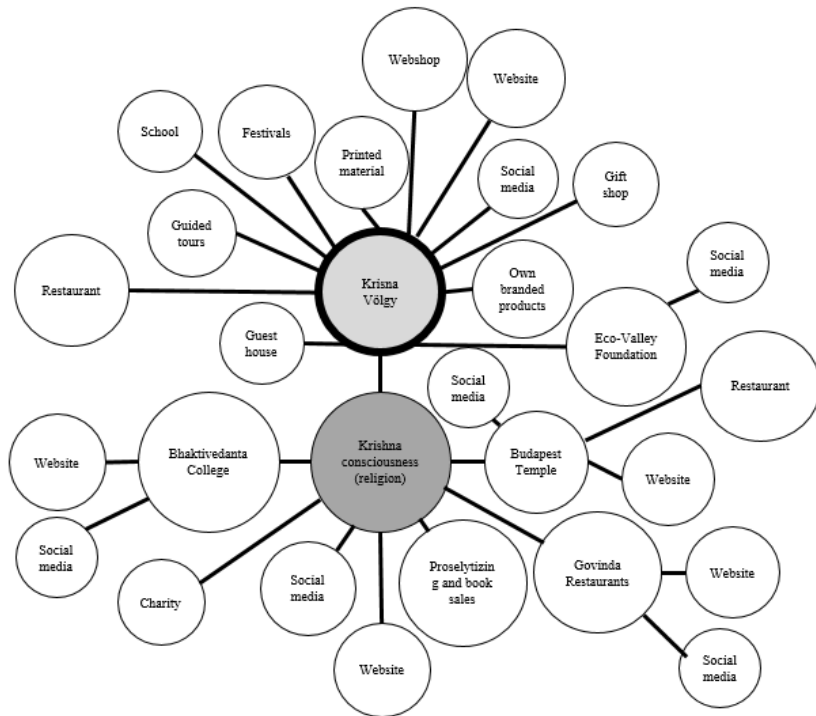 Webshop
Website
School
Festivals
Printed
material
Social
media
Gift
shop
Guided
tours
Social
media
Restaurant
Krisna
Völgy
Own
branded
products
Guest
house
Eco-Valley
Foundation
Social
media
Restaurant
Website
Bhaktivedanta
College
Krishna
consciousness
(religion)
Budapest
Temple
Website
Social
media
Charity
Social
media
Proselytizin
g and book
sales
Govinda
Restaurants
Website
Website
Social
media